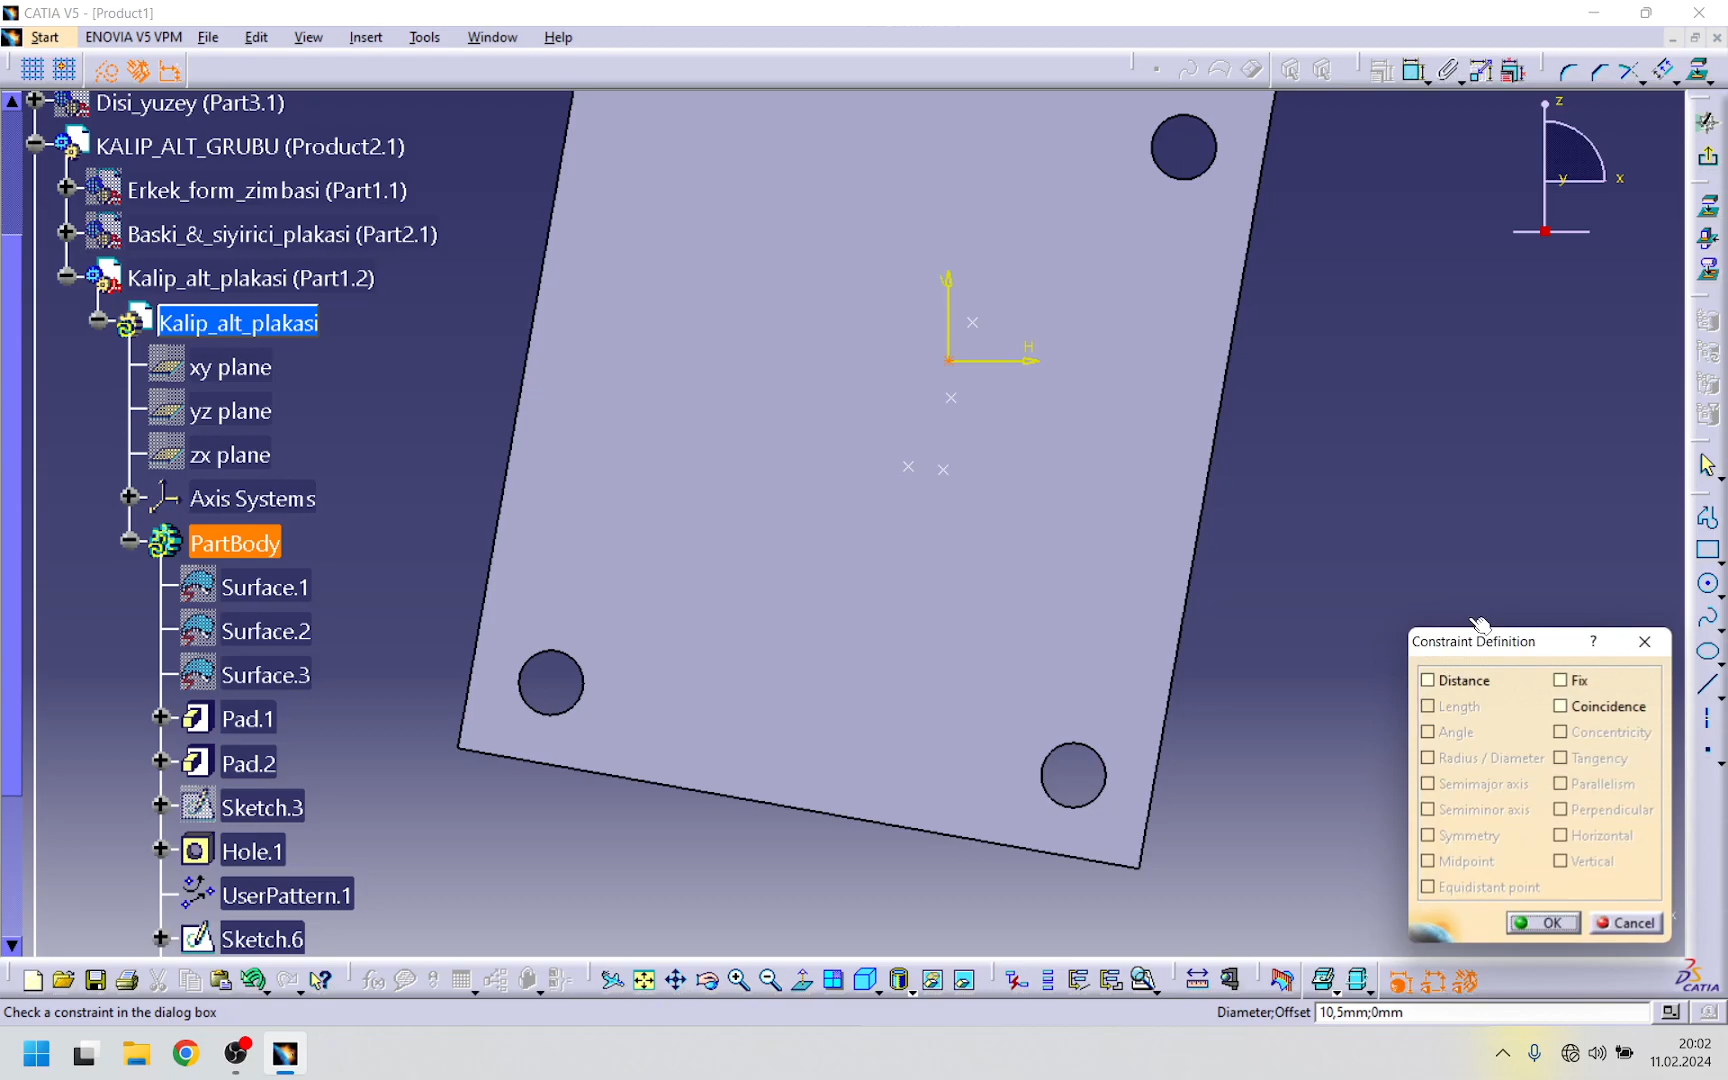 CATIA V5 - [Product1]
Start
ENOVIA V5 VPM
File
Edit
View
Insert
Tools
Window
Help
Disi_yuzey (Part3.1)
KALIP_ALT_GRUBU (Product2.1)
Erkek_form_zimbasi (Part1.1)
Baski_&_siyirici_plakasi (Part2.1)
Kalip_alt_plakasi (Part1.2)
Kalip_alt_plakasi
xy plane
yz plane
zx plane
Axis Systems
PartBody
Surface.1
Surface.2
Surface.3
Pad.1
Pad.2
Sketch.3
Hole.1
UserPattern.1
Sketch.6
V
H
z
y
x
Constraint Definition
?
Distance
Fix
Length
Coincidence
Angle
Concentricity
Radius / Diameter
Tangency
Semimajor axis
Parallelism
Semiminor axis
Perpendicular
Symmetry
Horizontal
Midpoint
Vertical
Equidistant point
OK
Cancel
f(x)
CATIA
Check a constraint in the dialog box
Diameter;Offset
10,5mm;0mm
20:02
11.02.2024